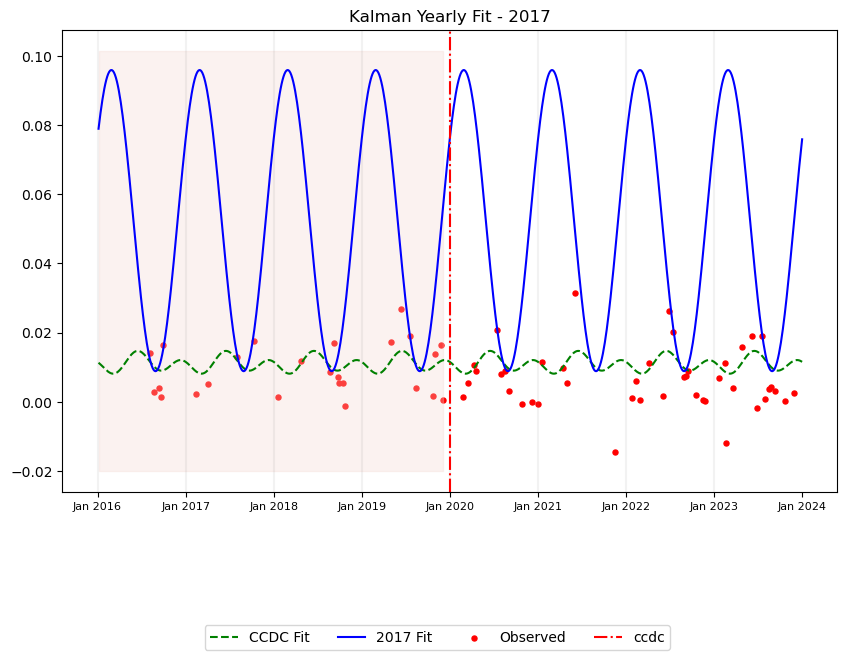 Kalman Yearly Fit - 2017
0.10
0.08
0.06
0.04
0.02
0.00
−0.02
Jan 2016 Jan 2017 Jan 2018 Jan 2019 Jan 2020 Jan 2021 Jan 2022 Jan 2023 Jan 2024
CCDC Fit 2017 Fit Observed ccdc